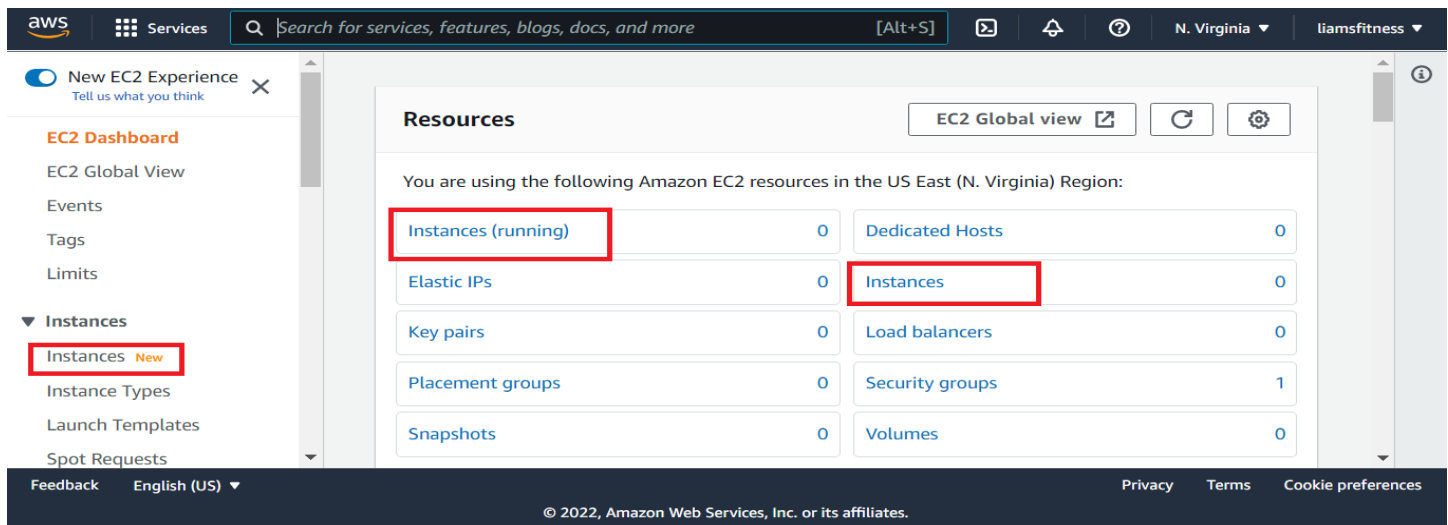 aws Services Search for services, features, blogs, docs, and more [Alt+S] N. Virginia ▼ liamsfitness ▼
New EC2 Experience
Tell us what you think
EC2 Dashboard
EC2 Global View
Events
Tags
Limits
▼ Instances
Instances New
Instance Types
Launch Templates
Spot Requests
Resources
EC2 Global view
You are using the following Amazon EC2 resources in the US East (N. Virginia) Region:
Instances (running) 0 Dedicated Hosts 0
Elastic IPs 0 Instances 0
Key pairs 0 Load balancers 0
Placement groups 0 Security groups 1
Snapshots 0 Volumes 0
Feedback English (US) ▼ Privacy Terms Cookie preferences
© 2022, Amazon Web Services, Inc. or its affiliates.